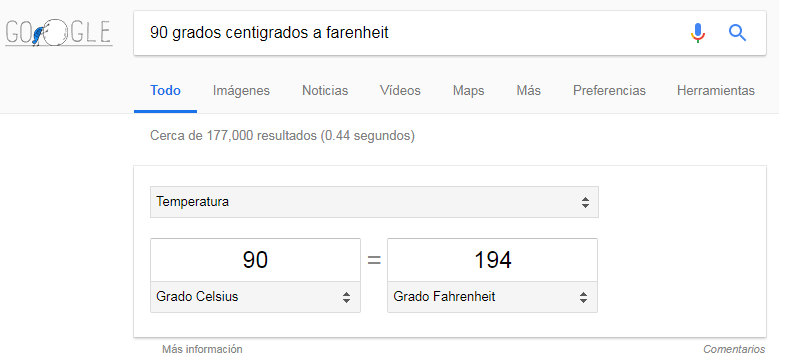 GOOGLE
90 grados centigrados a farenheit
Todo Imágenes Noticias Vídeos Maps Más Preferencias Herramientas
Cerca de 177,000 resultados (0.44 segundos)
Temperatura
90 = 194
Grado Celsius Grado Fahrenheit
Más información Comentarios